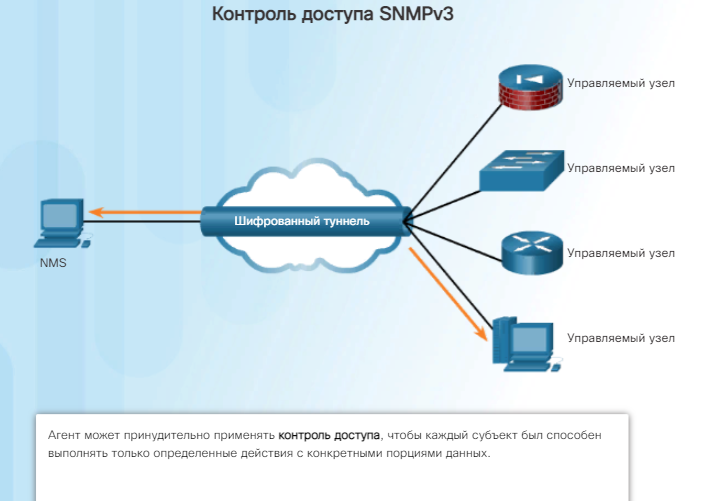 Контроль доступа SNMPv3
Управляемый узел
Управляемый узел
Шифрованный туннель
NMS
Управляемый узел
Управляемый узел
Агент может принудительно применять контроль доступа, чтобы каждый субъект был способен
выполнять только определенные действия с конкретными порциями данных.